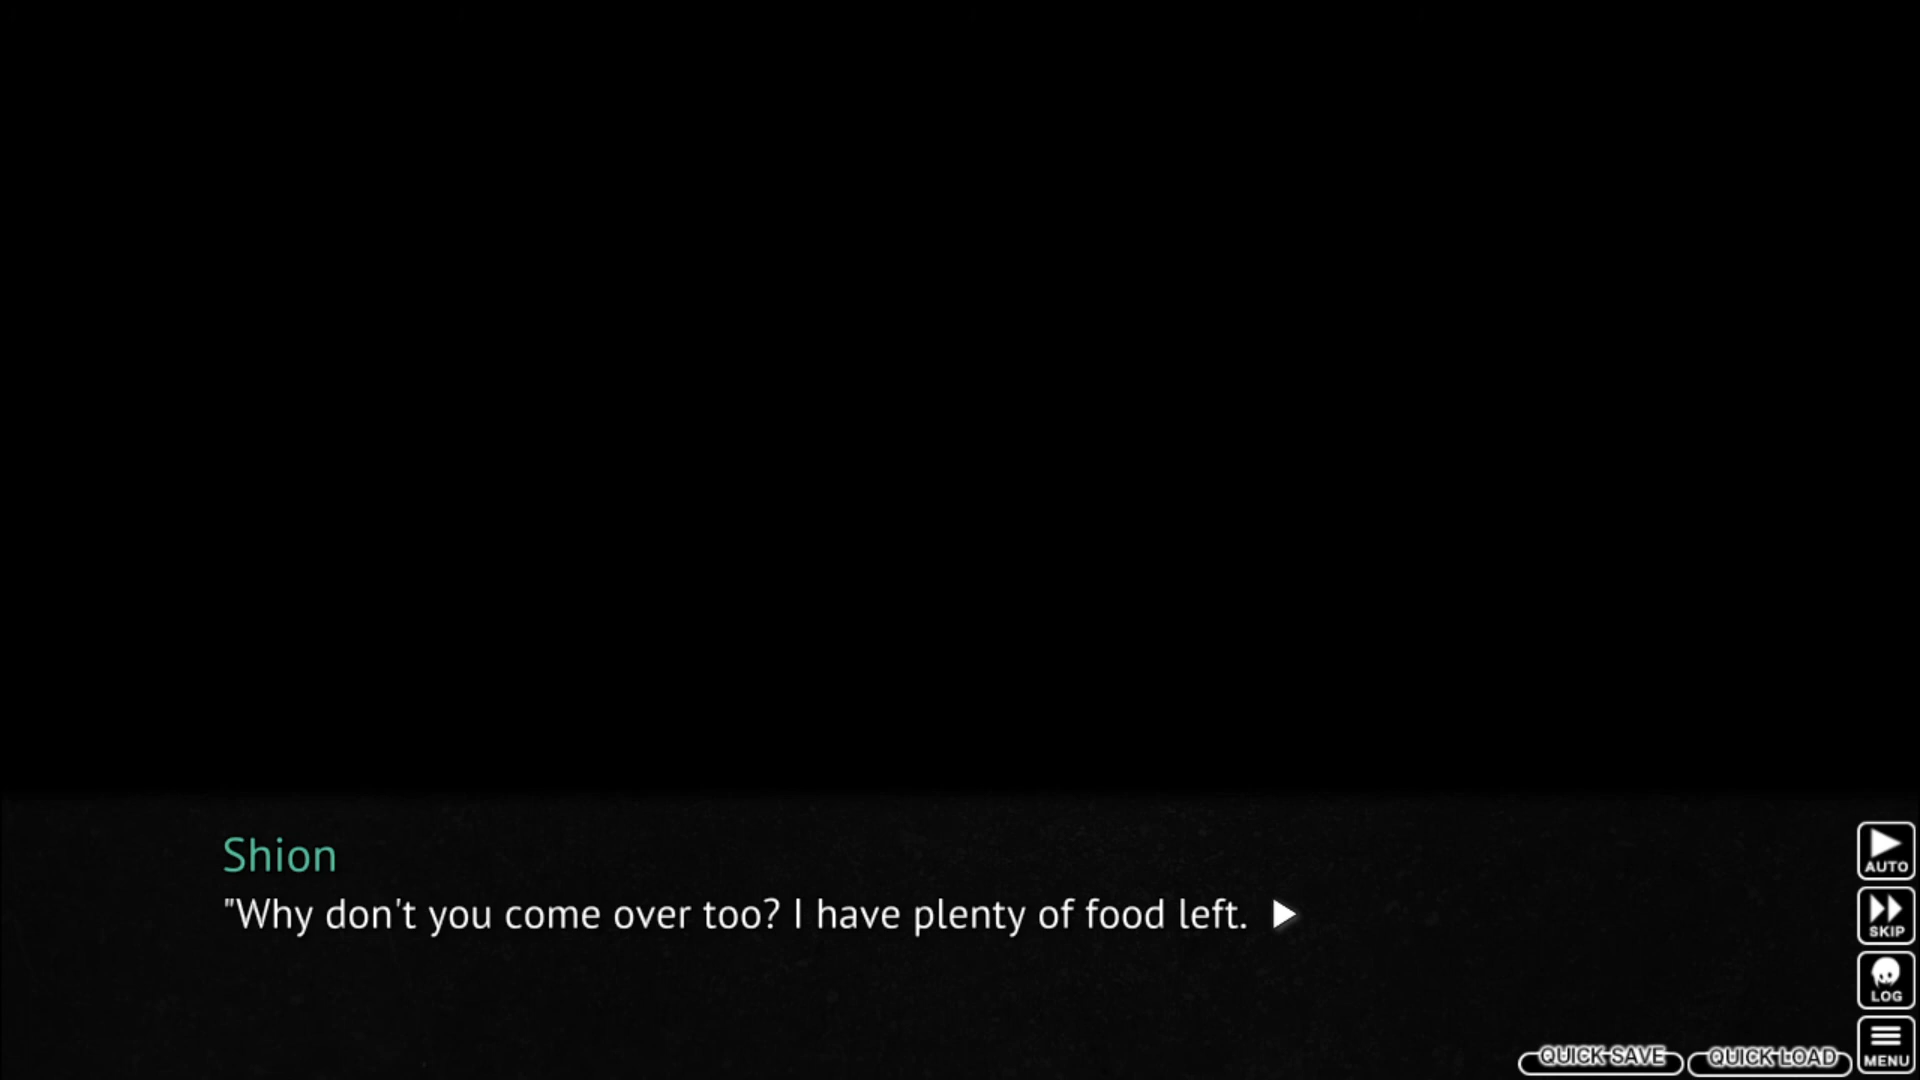 Shion
"Why don't you come over too? I have plenty of food left.
AUTO
SKIP
LOG
MENU
QUICK SAVE QUICK LOAD